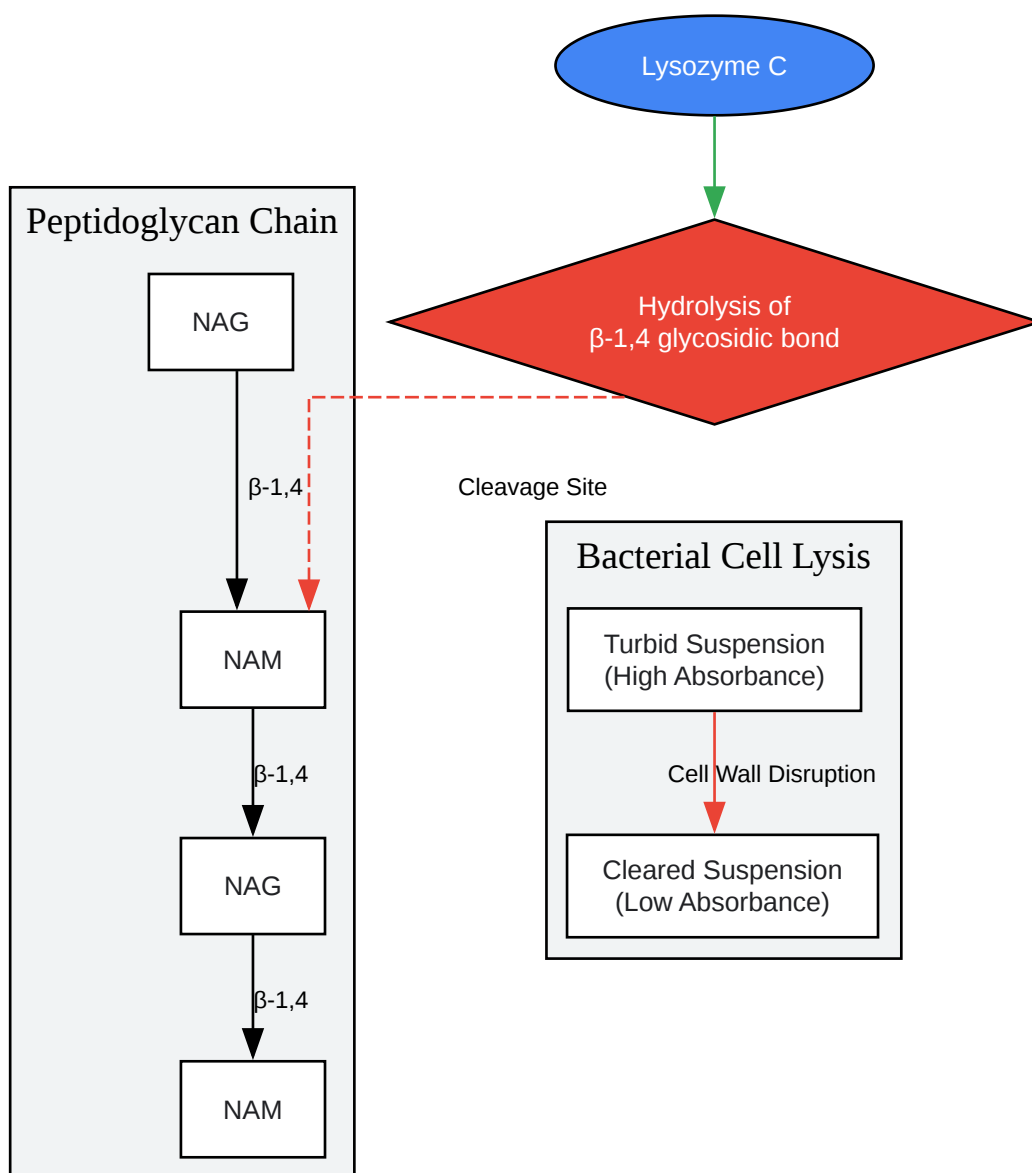 Lysozyme C
Peptidoglycan Chain
NAG
Hydrolysis of
β-1,4 glycosidic bond
β-1,4
Cleavage Site
NAM
β-1,4
NAG
β-1,4
NAM
Bacterial Cell Lysis
Turbid Suspension
(High Absorbance)
Cell Wall Disruption
Cleared Suspension
(Low Absorbance)